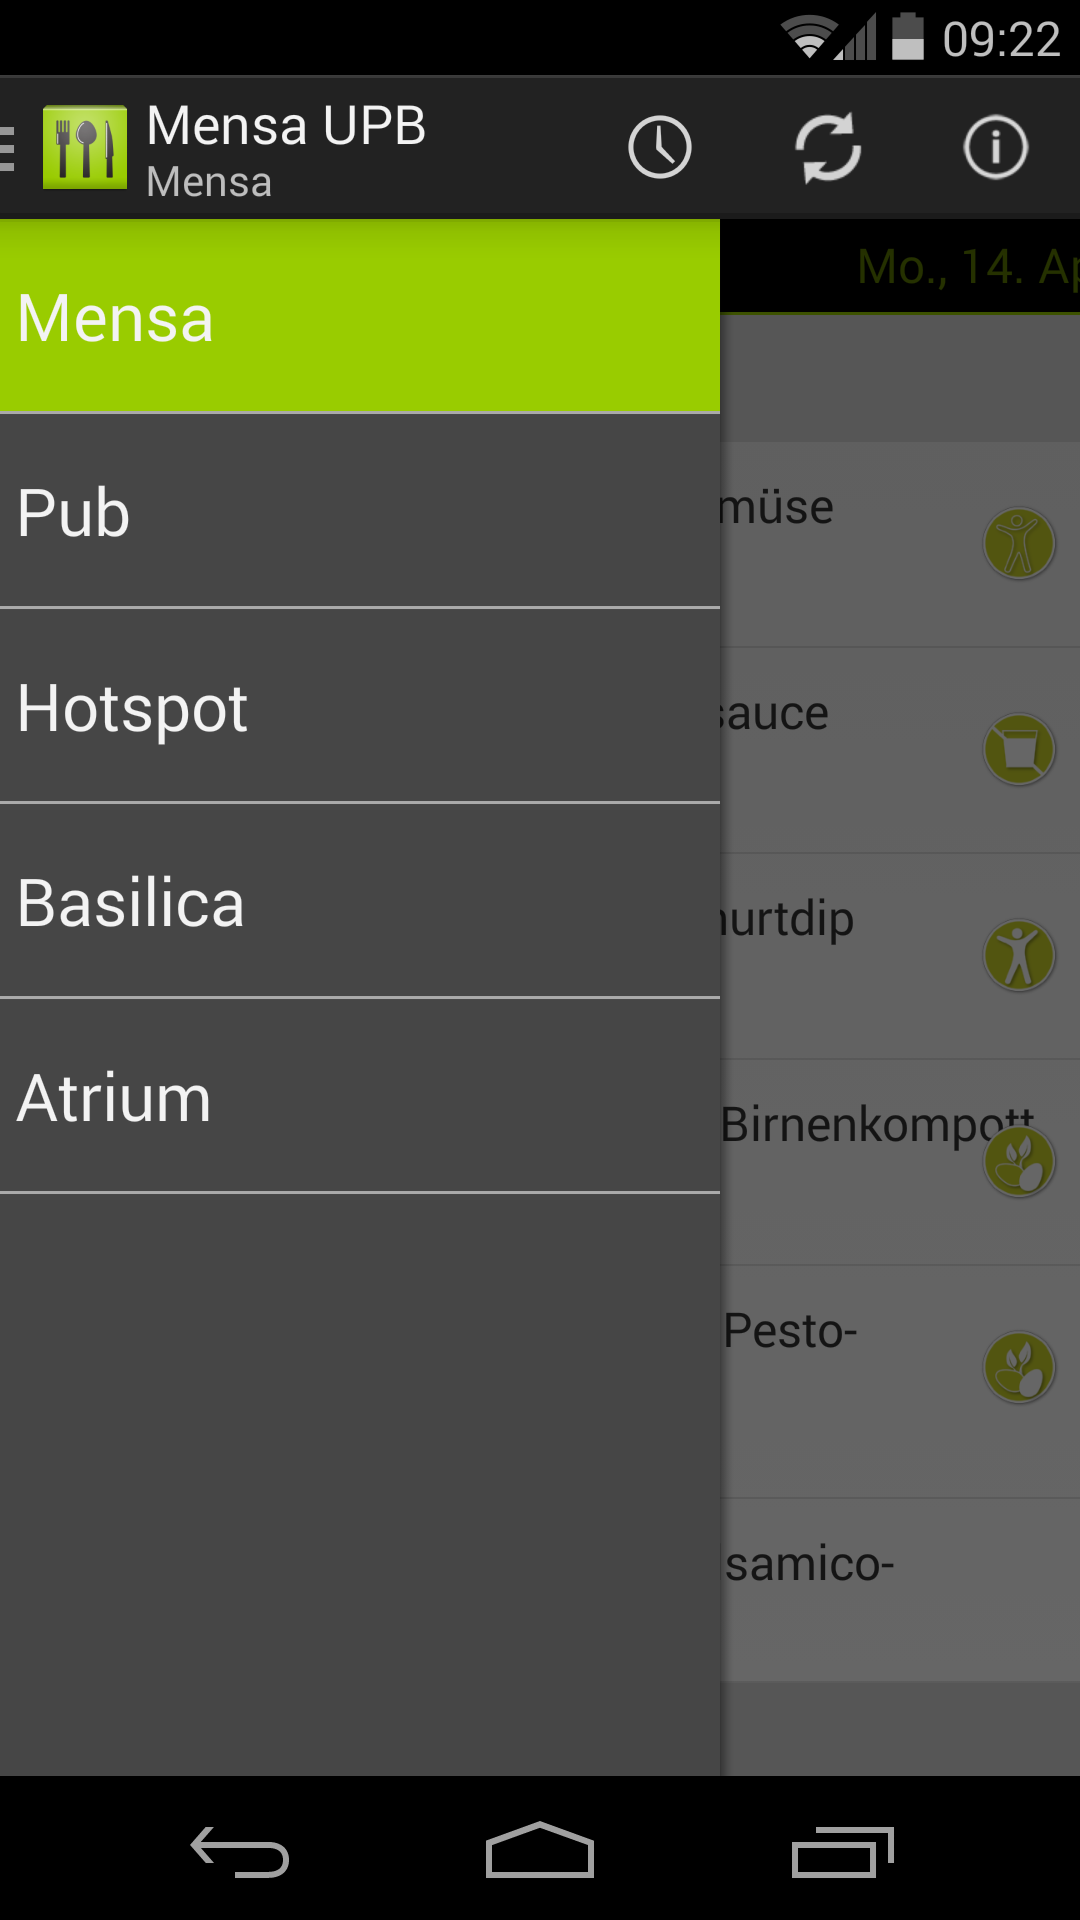 09:22
Mensa UPB
Mensa
Mo., 14. Ap
Mensa
Pub
Hotspot
Basilica
Atrium
müse
sauce
urtdip
Birnenkompott
Pesto-
samico-